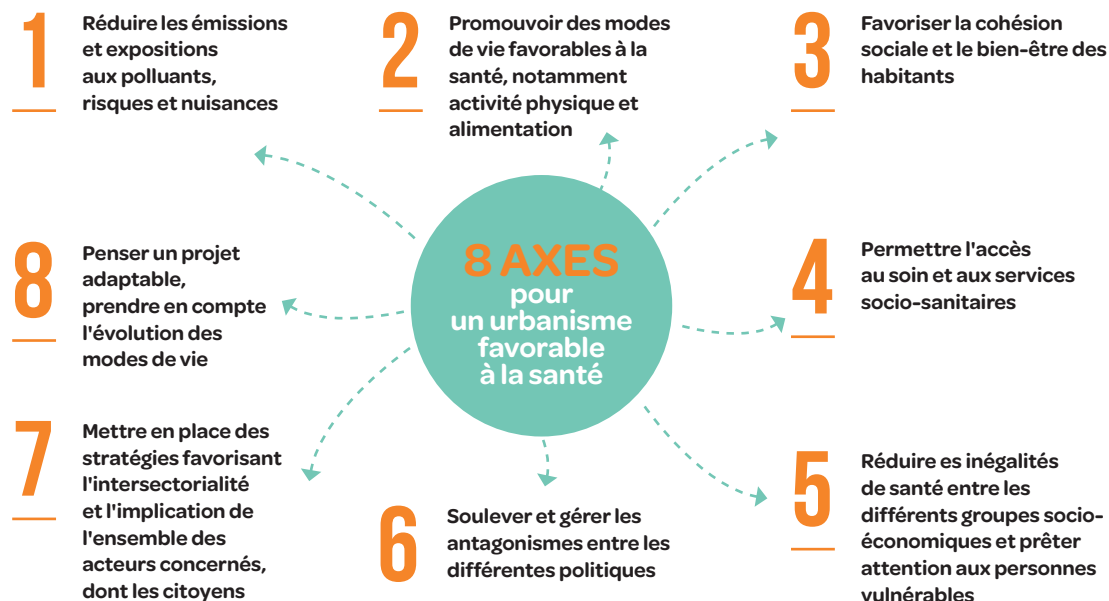 1
Réduire les émissions
et expositions
aux polluants,
risques et nuisances
2
Promouvoir des modes
de vie favorables à la
santé, notamment
activité physique et
alimentation
3
Favoriser la cohésion
sociale et le bien-être des
habitants
8 AXES
pour
un urbanisme
favorable
à la santé
4
Permettre l'accès
au soin et aux services
socio-sanitaires
5
Réduire es inégalités
de santé entre les
différents groupes socio-
économiques et prêter
attention aux personnes
vulnérables
6
Soulever et gérer les
antagonismes entre les
différentes politiques
7
Mettre en place des
stratégies favorisant
l'intersectorialité
et l'implication de
l'ensemble des
acteurs concernés,
dont les citoyens
8
Penser un projet
adaptable,
prendre en compte
l'évolution des
modes de vie